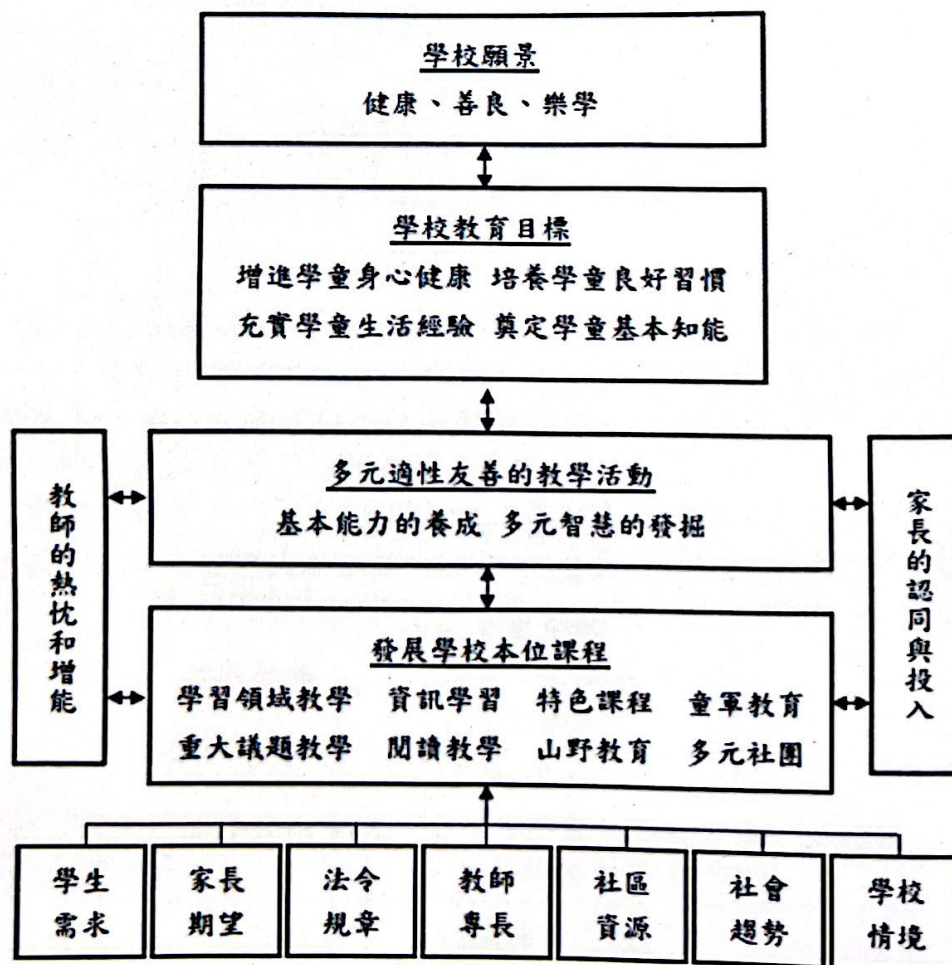 學校願景
健康、善良、樂學
學校教育目標
增進學童身心健康 培養學童良好習慣
充實學童生活經驗 奠定學童基本知能
教師的熱忱和增能
多元適性友善的教學活動
基本能力的養成 多元智慧的發掘
家長的認同與投入
發展學校本位課程
學習領域教學 資訊學習 特色課程 童軍教育
重大議題教學 閱讀教學 山野教育 多元社團
學生
需求
家長
期望
法令
規章
教師
專長
社區
資源
社會
趨勢
學校
情境